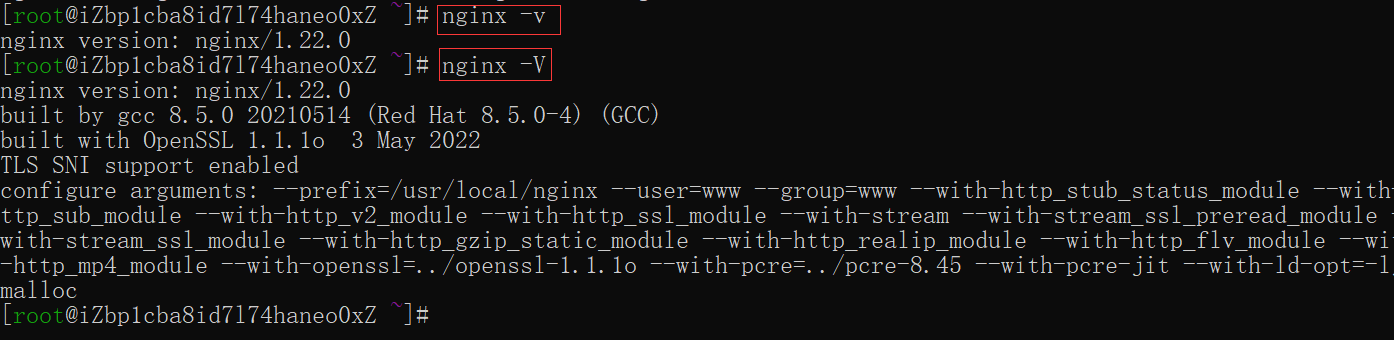 [root@iZbp1cba8id7l74haneo0xZ ~]# nginx -v
nginx version: nginx/1.22.0
[root@iZbp1cba8id7l74haneo0xZ ~]# nginx -V
nginx version: nginx/1.22.0
built by gcc 8.5.0 20210514 (Red Hat 8.5.0-4) (GCC)
built with OpenSSL 1.1.1o  3 May 2022
TLS SNI support enabled
configure arguments: --prefix=/usr/local/nginx --user=www --group=www --with-http_stub_status_module --with
ttp_sub_module --with-http_v2_module --with-http_ssl_module --with-stream --with-stream_ssl_preread_module
with-stream_ssl_module --with-http_gzip_static_module --with-http_realip_module --with-http_flv_module --wi
-http_mp4_module --with-openssl=../openssl-1.1.1o --with-pcre=../pcre-8.45 --with-pcre-jit --with-ld-opt=-l
malloc
[root@iZbp1cba8id7l74haneo0xZ ~]#